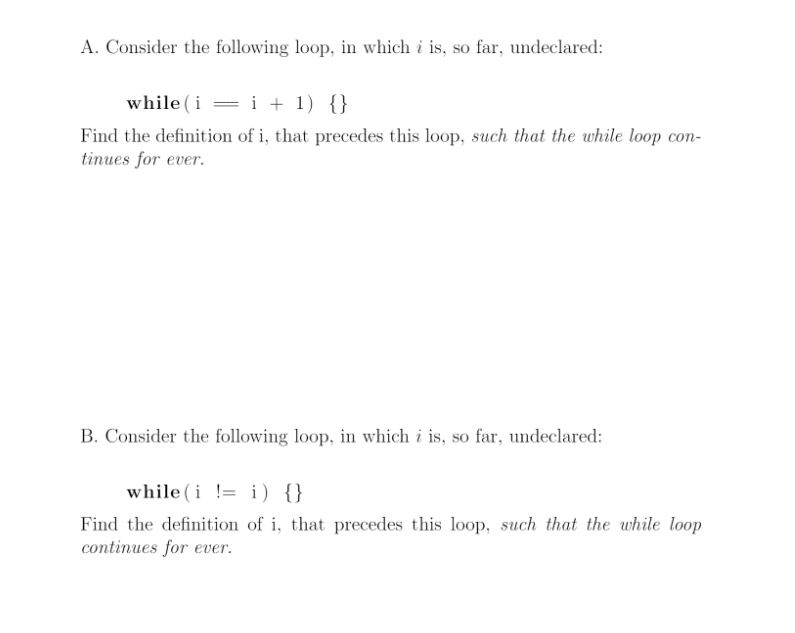 A. Consider the following loop, in which i is, so far, undeclared:
while(i == i + 1) {}
Find the definition of i, that precedes this loop, such that the while loop con-
tinues for ever.
B. Consider the following loop, in which i is, so far, undeclared:
while(i != i) {}
Find the definition of i, that precedes this loop, such that the while loop
continues for ever.